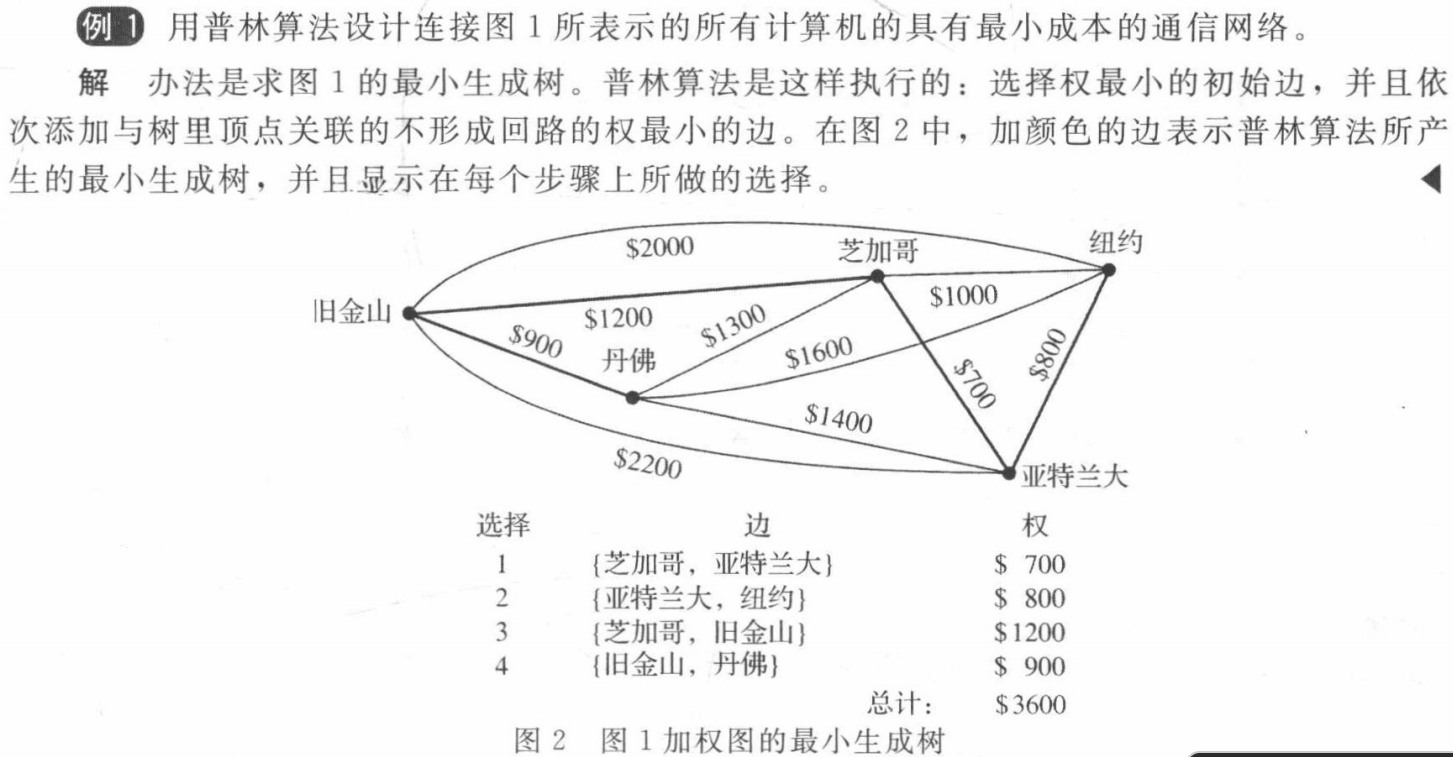 例 1 用普林算法设计连接图 1 所表示的所有计算机的具有最小成本的通信网络。
解 办法是求图 1 的最小生成树。普林算法是这样执行的：选择权最小的初始边，并且依
次添加与树里顶点关联的不形成回路的权最小的边。在图 2 中，加颜色的边表示普林算法所产
生的最小生成树，并且显示在每个步骤上所做的选择。
$2000
芝加哥
纽约
旧金山
$1200
$1300
$1000
$900
丹佛
$1600
$700
$800
$1400
$2200
亚特兰大
选择 边 权
1 {芝加哥，亚特兰大} $ 700
2 {亚特兰大，纽约} $ 800
3 {芝加哥，旧金山} $1200
4 {旧金山，丹佛} $ 900
总计： $3600
图 2 图 1 加权图的最小生成树